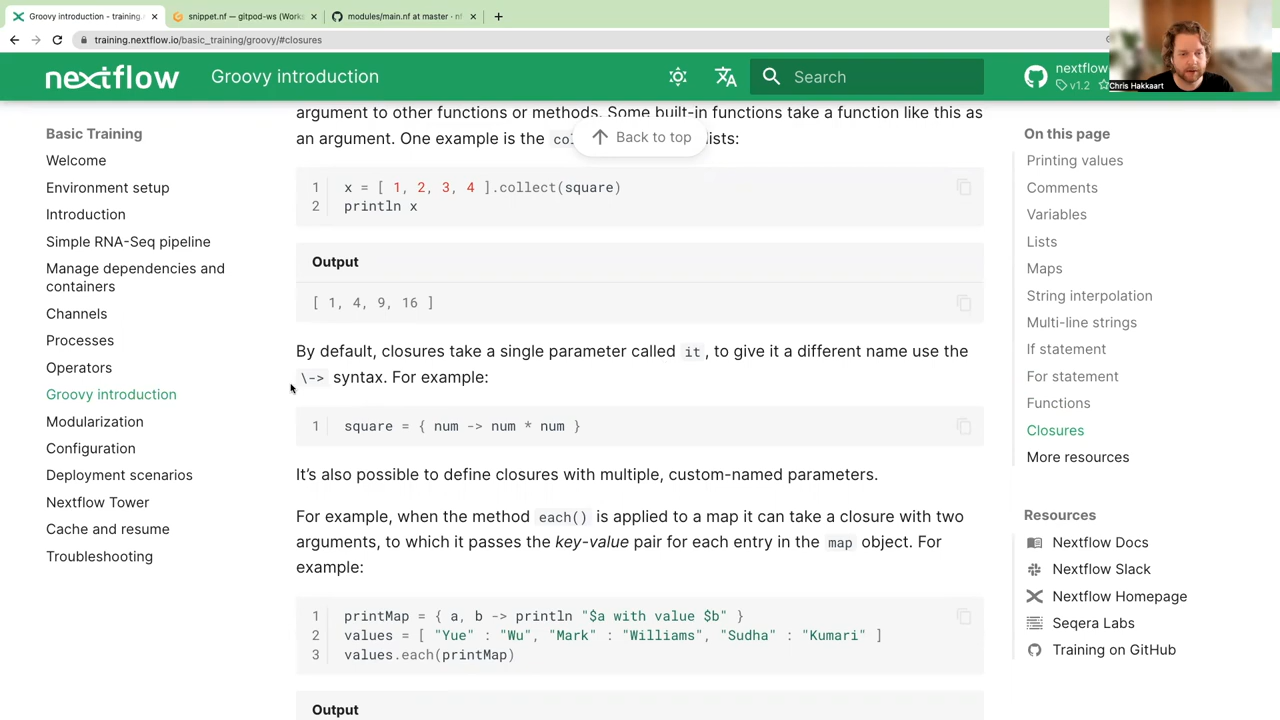 Groovy introduction - training.
snippet.nf — gitpod-ws (Works
modules/main.nf at master · nf
training.nextflow.io/basic_training/groovy/#closures
Chris Hakkaart
nextflow
Groovy introduction
Search
nextflow
v1.2
argument to other functions or methods. Some built-in functions take a function like this as
an argument. One example is the
lists:
Back to top
1 x = [ 1, 2, 3, 4 ].collect(square)
2 println x
Output
[ 1, 4, 9, 16 ]
By default, closures take a single parameter called it, to give it a different name use the
\-> syntax. For example:
1 square = { num -> num * num }
It's also possible to define closures with multiple, custom-named parameters.
For example, when the method each() is applied to a map it can take a closure with two
arguments, to which it passes the key-value pair for each entry in the map object. For
example:
1 printMap = { a, b -> println "$a with value $b" }
2 values = [ "Yue" : "Wu", "Mark" : "Williams", "Sudha" : "Kumari" ]
3 values.each(printMap)
Output
Basic Training
Welcome
Environment setup
Introduction
Simple RNA-Seq pipeline
Manage dependencies and
containers
Channels
Processes
Operators
Groovy introduction
Modularization
Configuration
Deployment scenarios
Nextflow Tower
Cache and resume
Troubleshooting
On this page
Printing values
Comments
Variables
Lists
Maps
String interpolation
Multi-line strings
If statement
For statement
Functions
Closures
More resources
Resources
Nextflow Docs
Nextflow Slack
Nextflow Homepage
Seqera Labs
Training on GitHub